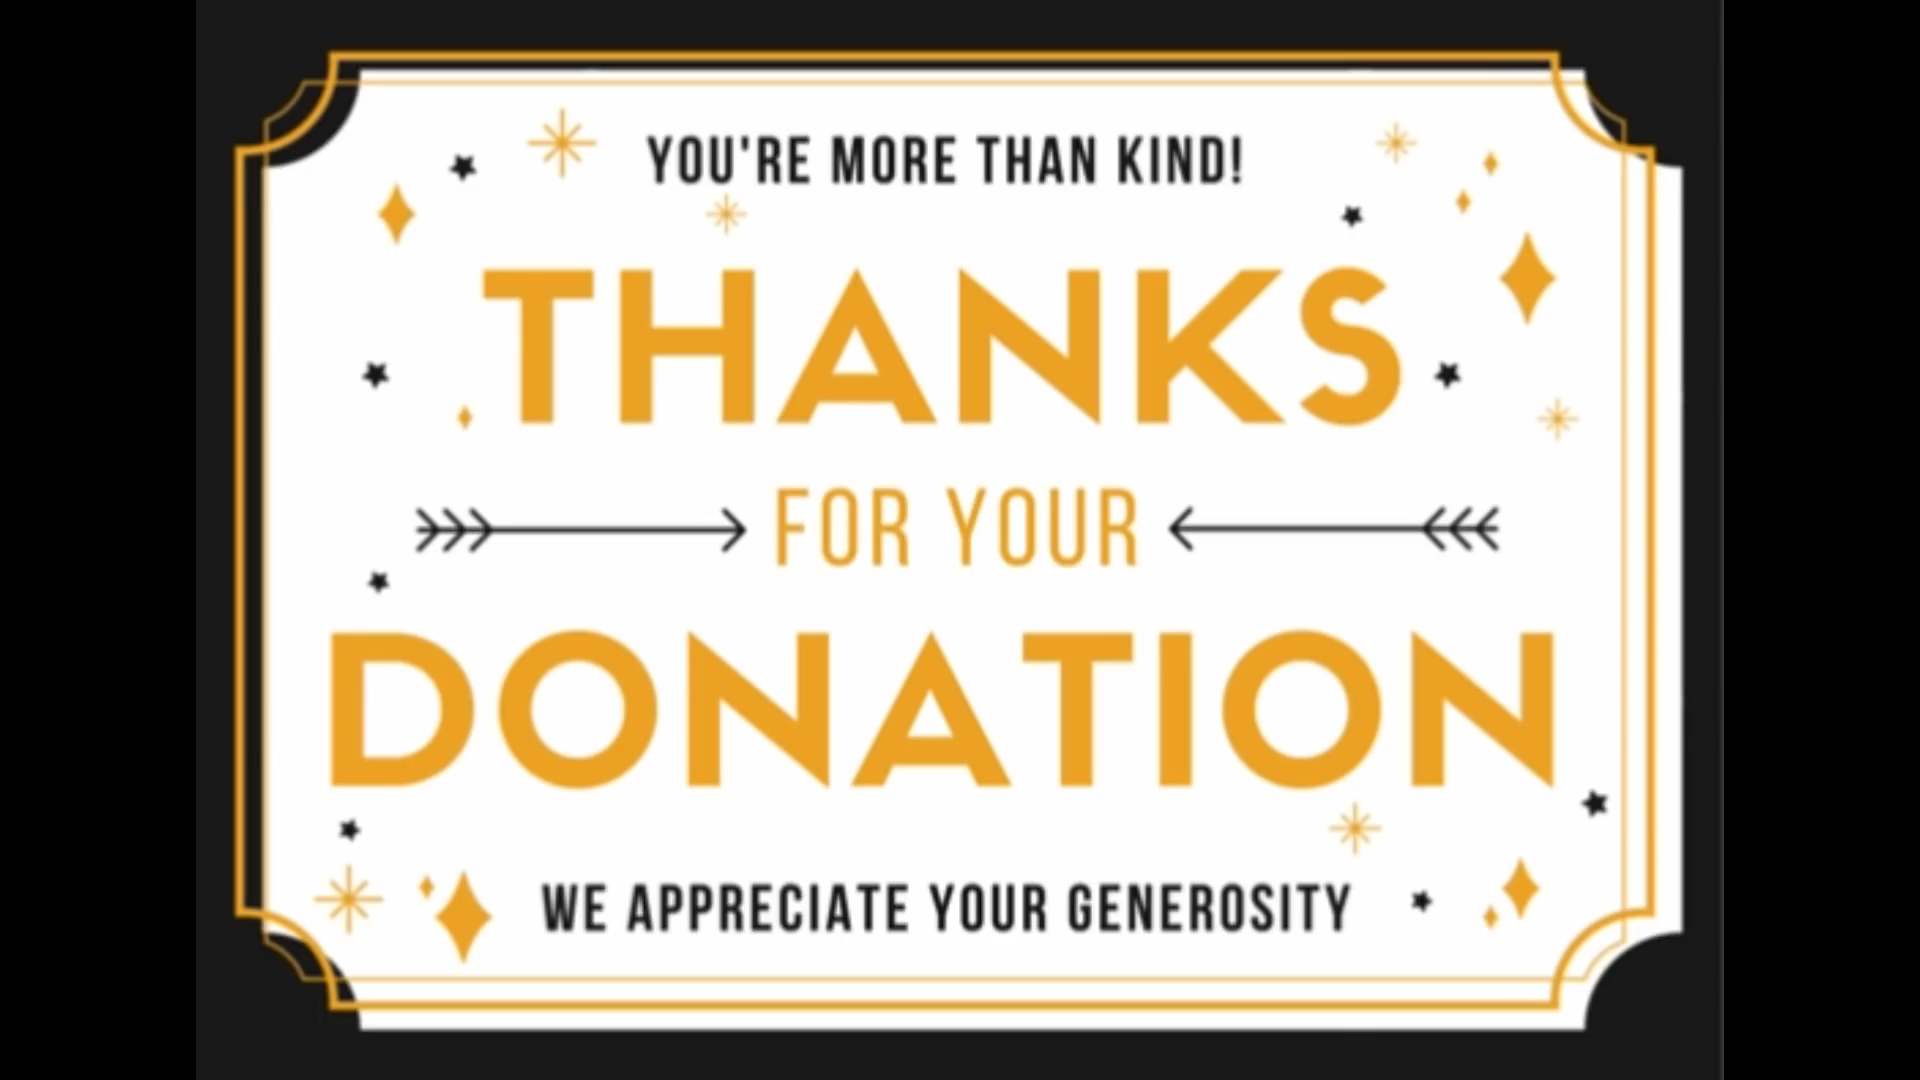 YOU'RE MORE THAN KIND!
THANKS
FOR YOUR
DONATION
WE APPRECIATE YOUR GENEROSITY